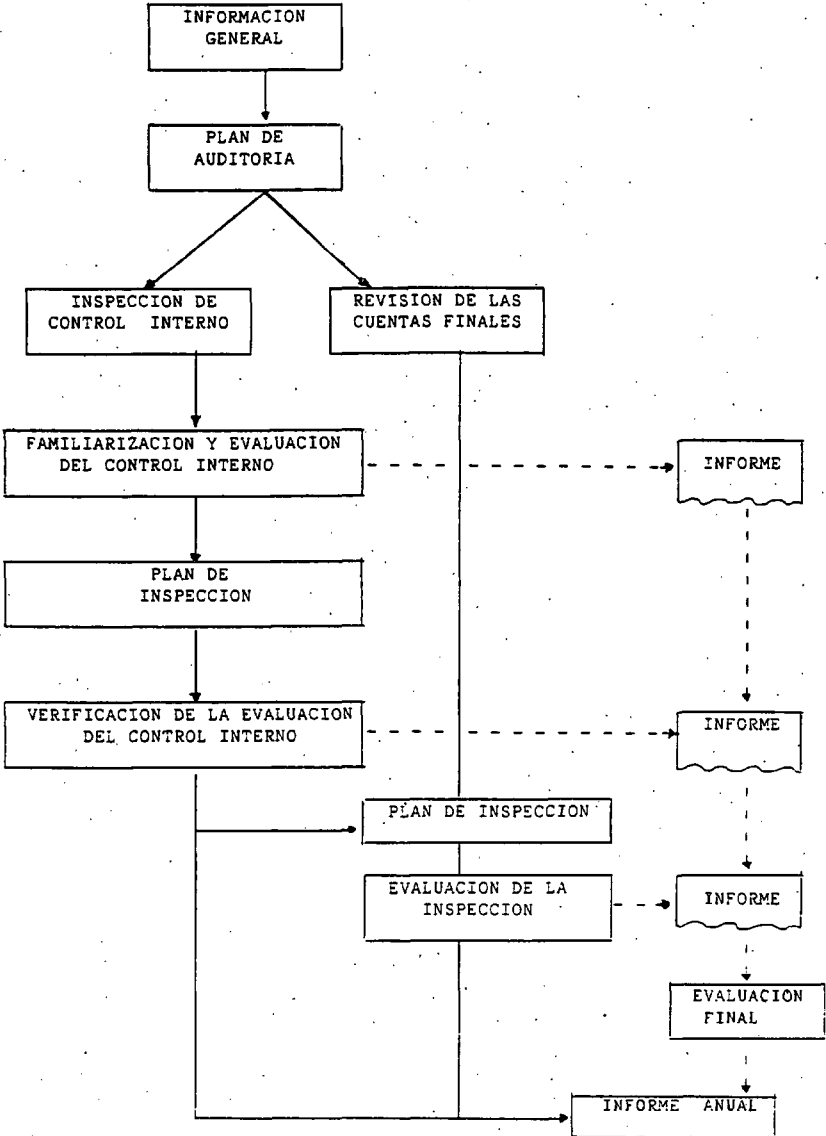 INFORMACION
GENERAL
PLAN DE
AUDITORIA
INSPECCION DE
CONTROL INTERNO
REVISION DE LAS
CUENTAS FINALES
FAMILIARIZACION Y EVALUACION
DEL CONTROL INTERNO
INFORME
PLAN DE
INSPECCION
VERIFICACION DE LA EVALUACION
DEL CONTROL INTERNO
INFORME
PLAN DE INSPECCION
EVALUACION DE LA
INSPECCION
INFORME
EVALUACION
FINAL
INFORME ANUAL